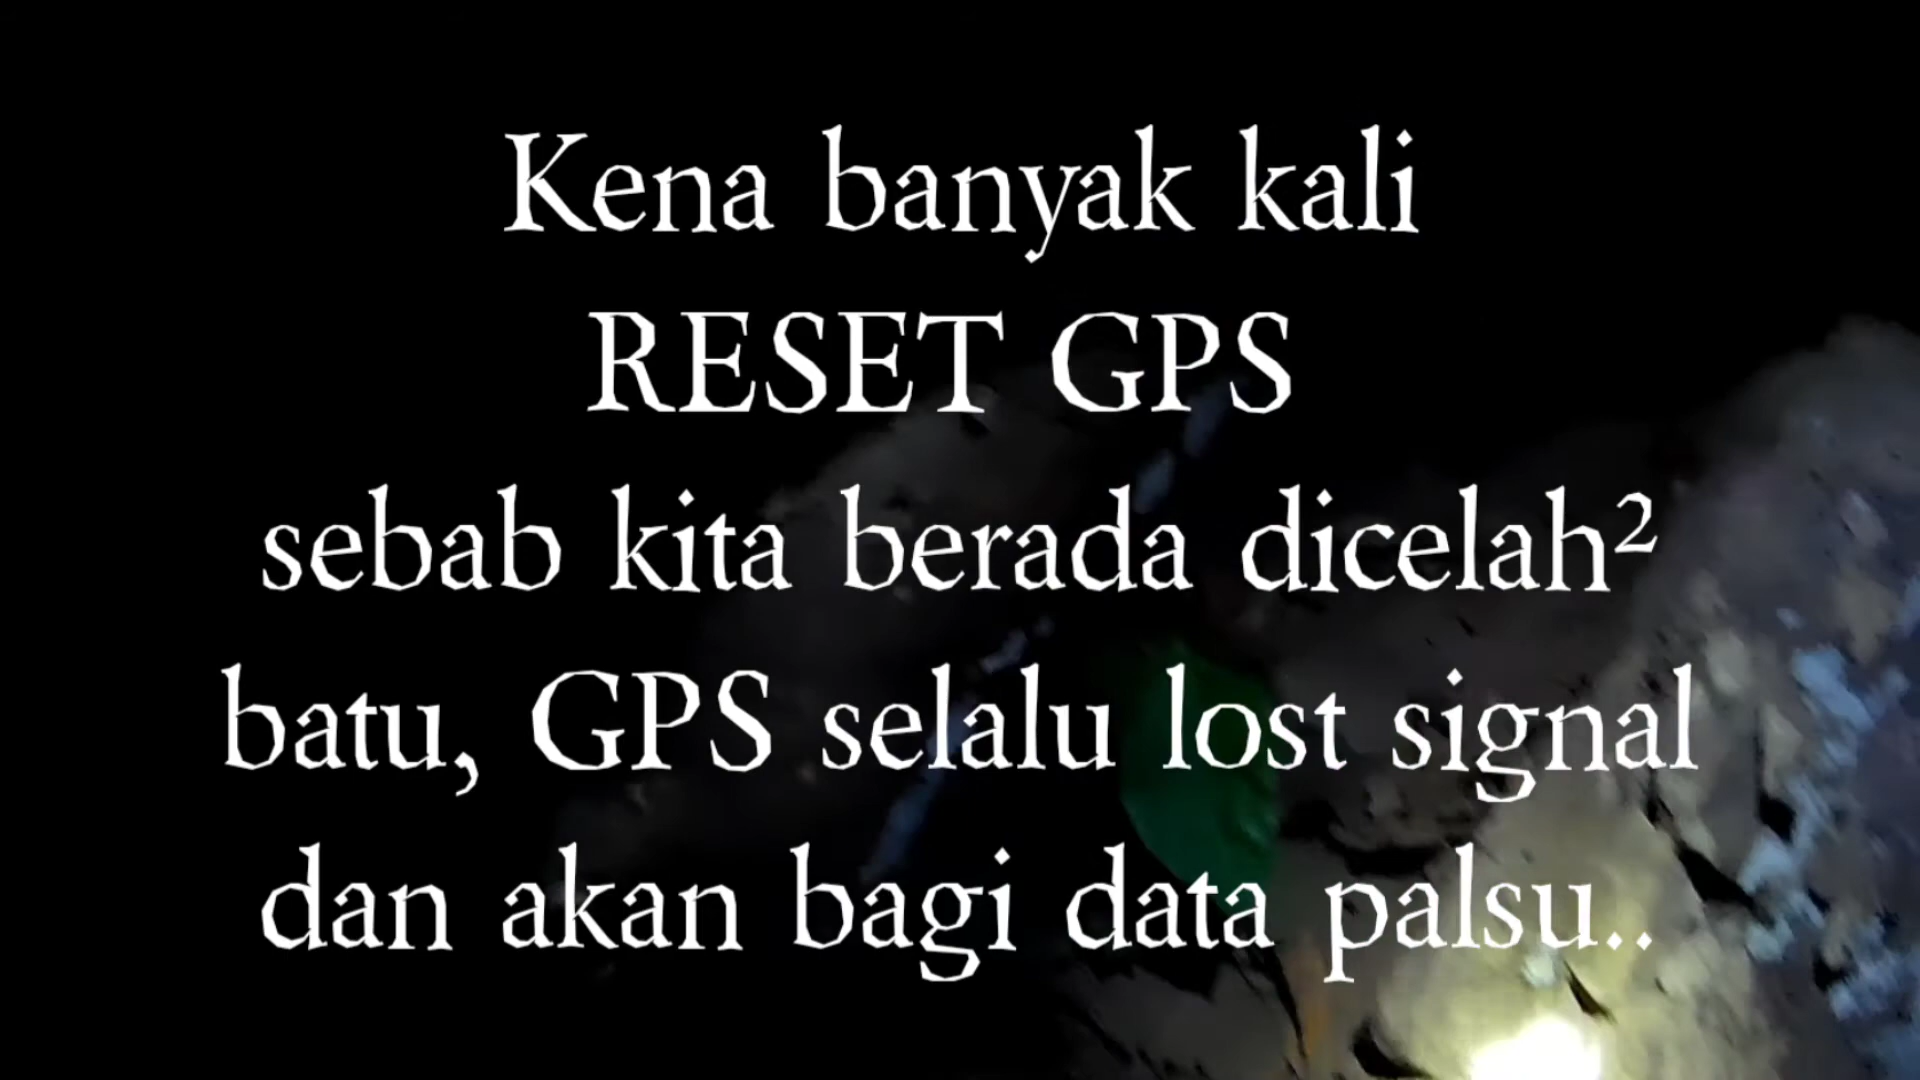 Kena banyak kali
RESET GPS
sebab kita berada dicelah²
batu, GPS selalu lost signal
dan akan bagi data palsu..